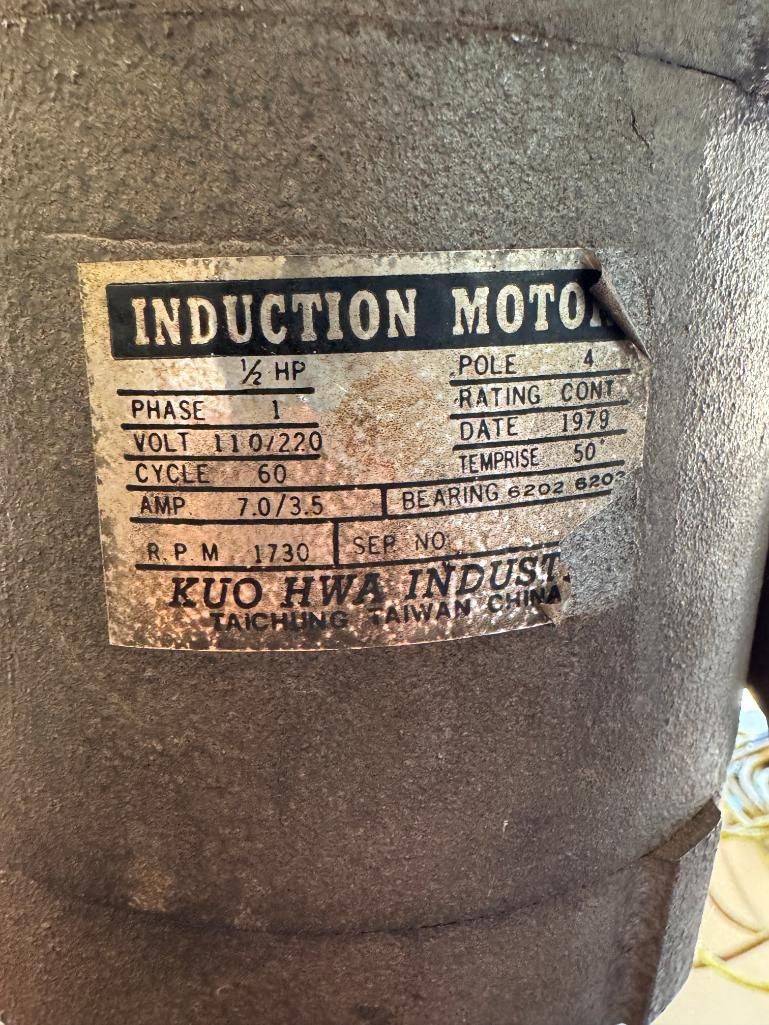 INDUCTION MOTO
½ HP
POLE 4
PHASE 1
RATING CONT
VOLT 110/220
DATE 1979
CYCLE 60
TEMPRISE 50°
AMP 7.0/3.5
BEARING 6202 620
R.P.M 1730
SER NO.
KUO HWA INDUST
TAICHUNG TAIWAN CHINA